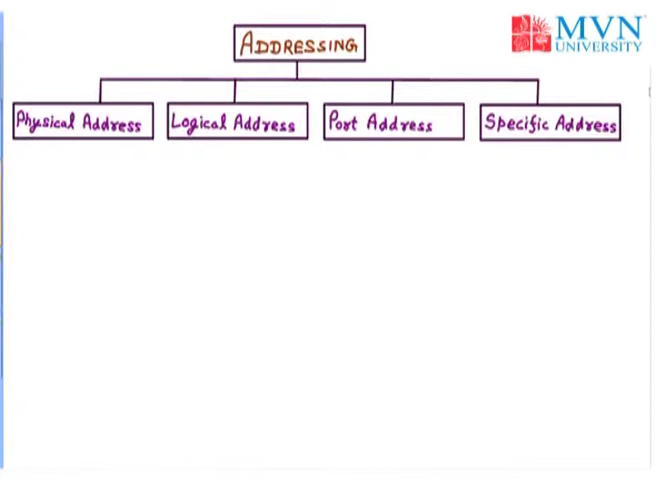 MVN
UNIVERSITY
ADDRESSING
Physical Address
Logical Address
Port Address
Specific Address